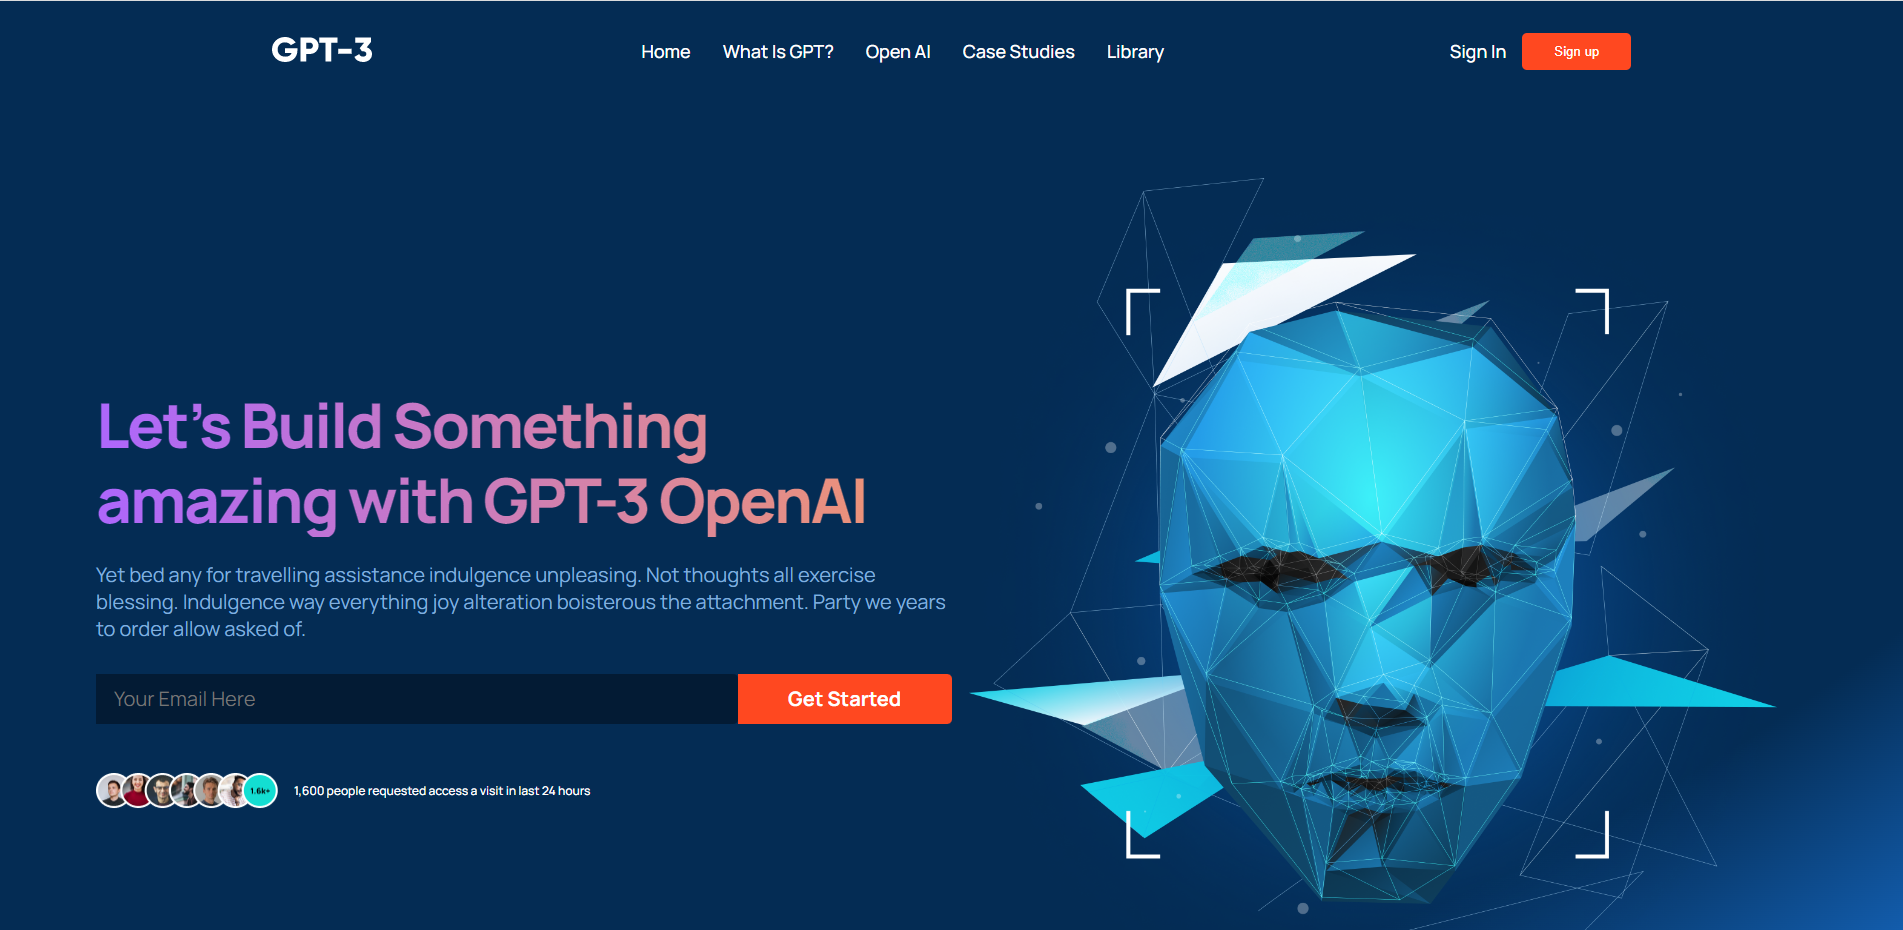 GPT-3
Home
What Is GPT?
Open AI
Case Studies
Library
Sign In
Sign up
Let's Build Something
amazing with GPT-3 OpenAI
Yet bed any for travelling assistance indulgence unpleasing. Not thoughts all exercise
blessing. Indulgence way everything joy alteration boisterous the attachment. Party we years
to order allow asked of.
Your Email Here
Get Started
1.6k+
1,600 people requested access a visit in last 24 hours